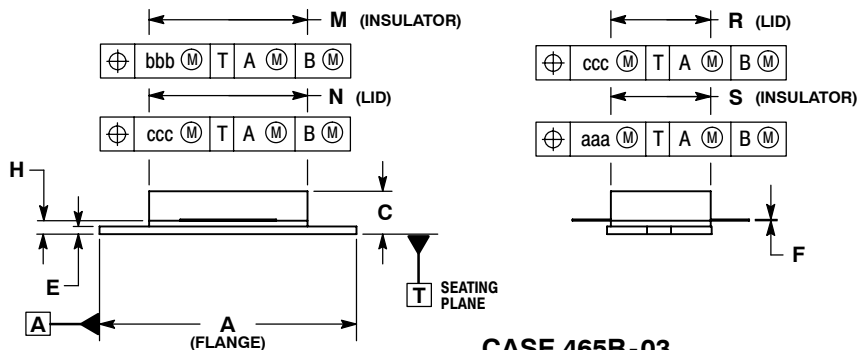 M (INSULATOR)
⌖ bbb Ⓜ T A Ⓜ B Ⓜ
N (LID)
⌖ ccc Ⓜ T A Ⓜ B Ⓜ
R (LID)
⌖ ccc Ⓜ T A Ⓜ B Ⓜ
S (INSULATOR)
⌖ aaa Ⓜ T A Ⓜ B Ⓜ
H
C
E
F
T SEATING
PLANE
A
A
(FLANGE)